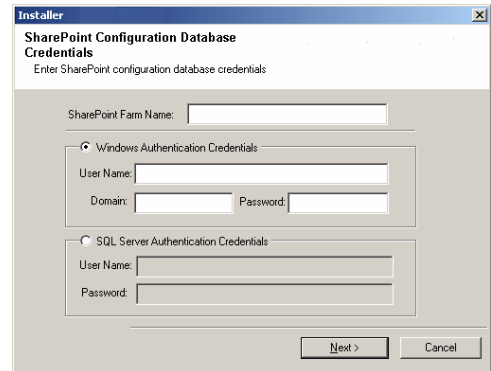 Installer
SharePoint Configuration Database
Credentials
Enter SharePoint configuration database credentials
SharePoint Farm Name:
Windows Authentication Credentials
User Name:
Domain: Password:
SQL Server Authentication Credentials
User Name:
Password:
Next > Cancel